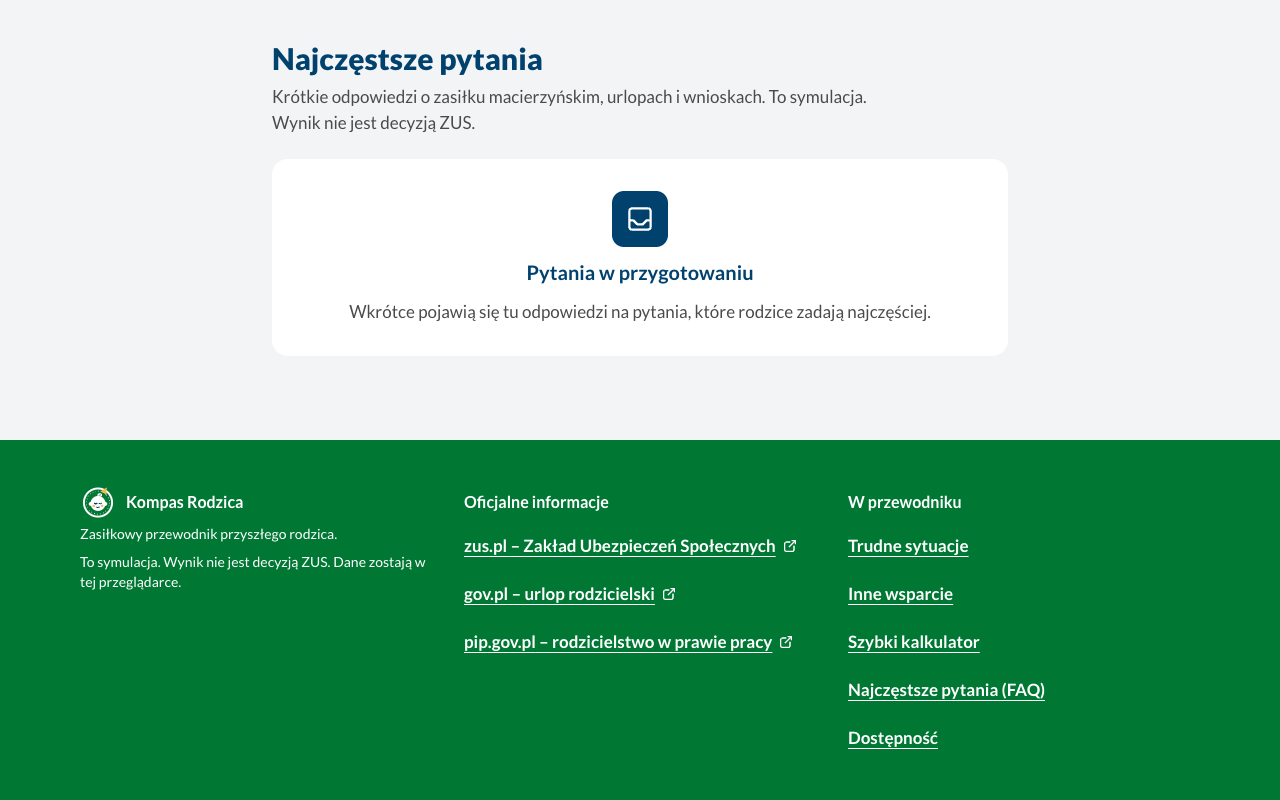 Najczęstsze pytania
Krótkie odpowiedzi o zasiłku macierzyńskim, urlopach i wnioskach. To symulacja.
Wynik nie jest decyzją ZUS.
Pytania w przygotowaniu
Wkrótce pojawią się tu odpowiedzi na pytania, które rodzice zadają najczęściej.
Kompas Rodzica
Zasiłkowy przewodnik przyszłego rodzica.
To symulacja. Wynik nie jest decyzją ZUS. Dane zostają w
tej przeglądarce.
Oficjalne informacje
zus.pl – Zakład Ubezpieczeń Społecznych
gov.pl – urlop rodzicielski
pip.gov.pl – rodzicielstwo w prawie pracy
W przewodniku
Trudne sytuacje
Inne wsparcie
Szybki kalkulator
Najczęstsze pytania (FAQ)
Dostępność